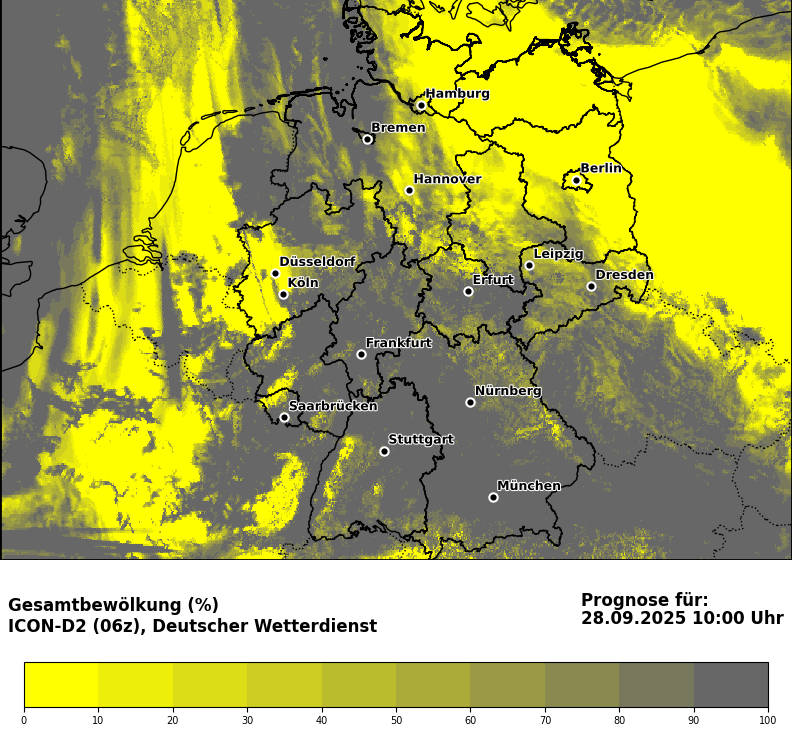 Hamburg
Bremen
Berlin
Hannover
Leipzig
Düsseldorf
Dresden
Köln
Erfurt
Frankfurt
Nürnberg
Saarbrücken
Stuttgart
München
Gesamtbewölkung (%)
ICON-D2 (06z), Deutscher Wetterdienst
Prognose für:
28.09.2025 10:00 Uhr
0 10 20 30 40 50 60 70 80 90 100